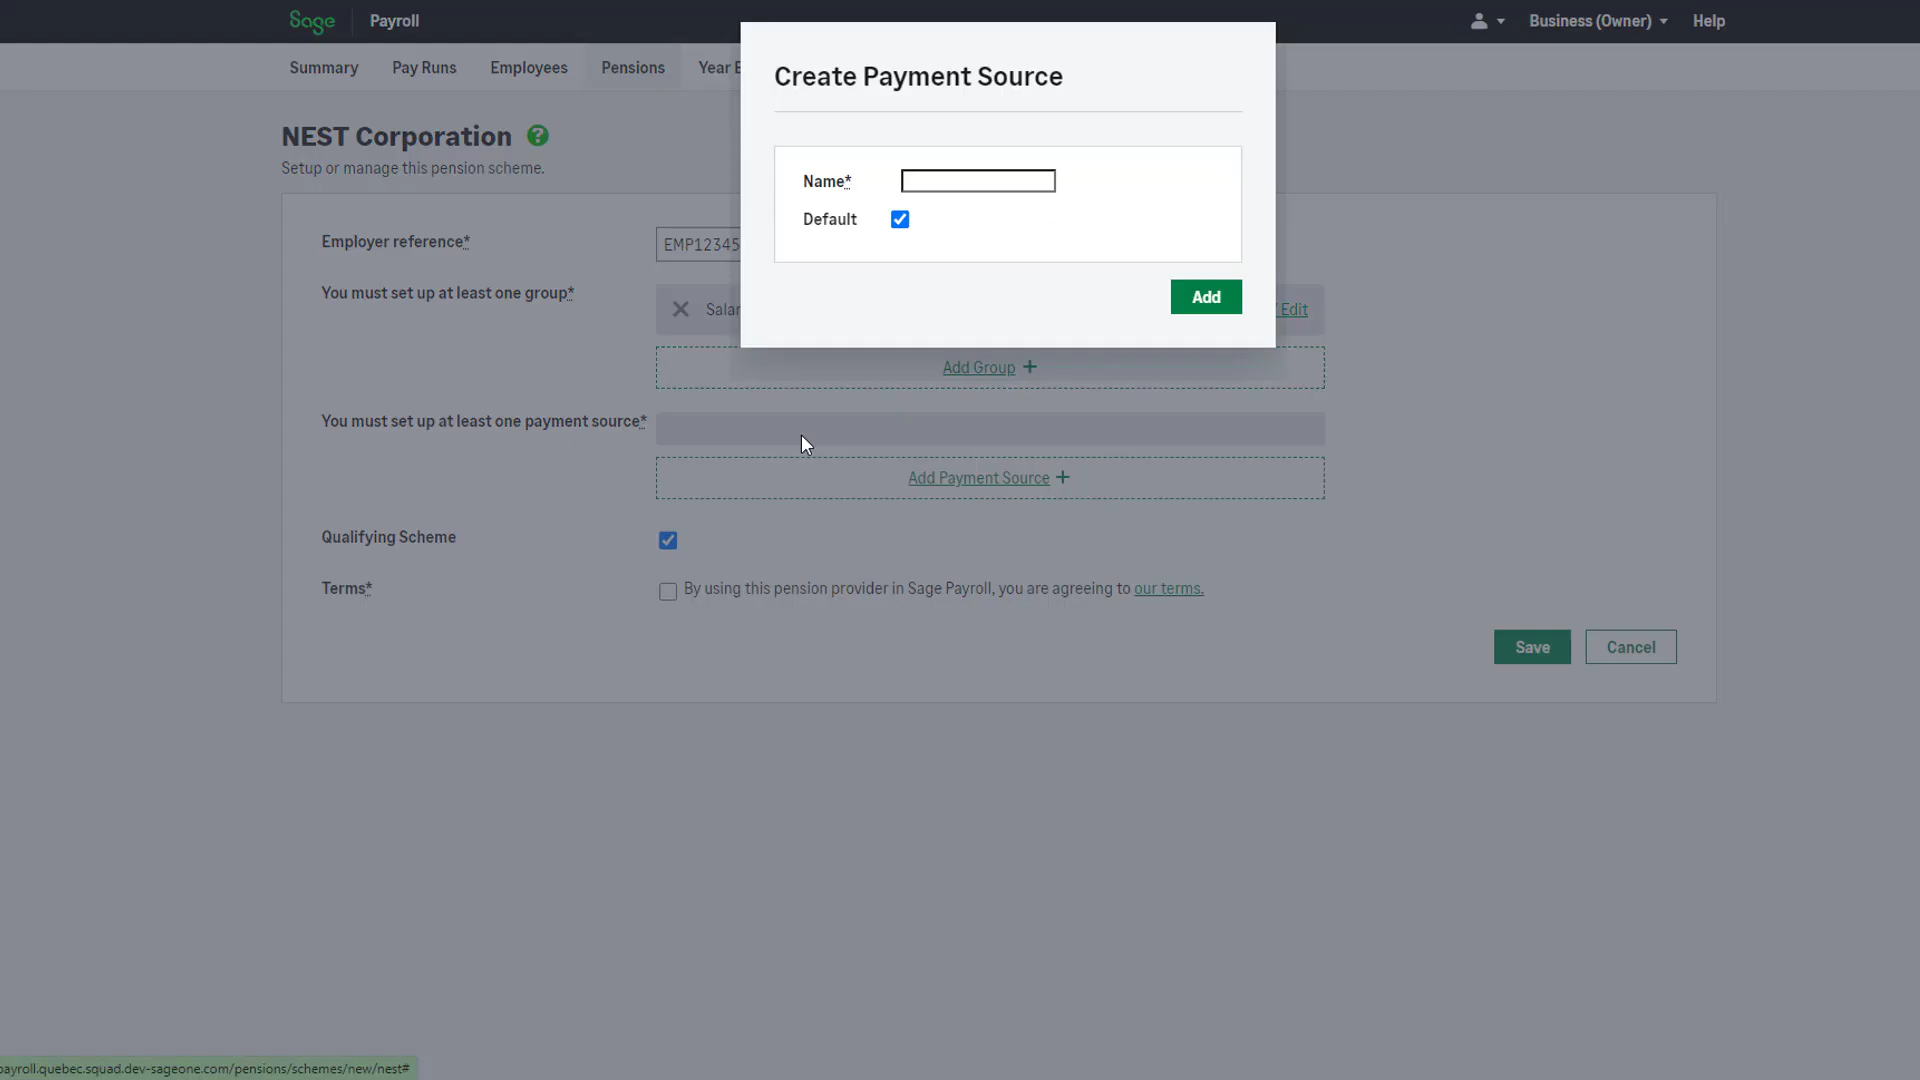 Sage Payroll Business (Owner) Help
Summary Pay Runs Employees Pensions Year
Create Payment Source
Name*
Default
Add
NEST Corporation ?
Setup or manage this pension scheme.
Employer reference* EMP12345
You must set up at least one group* Edit
Add Group +
You must set up at least one payment source*
Add Payment Source +
Qualifying Scheme
Terms* By using this pension provider in Sage Payroll, you are agreeing to our terms.
Save Cancel
payroll.quebec.squad.dev-sageone.com/pensions/schemes/new/nest#